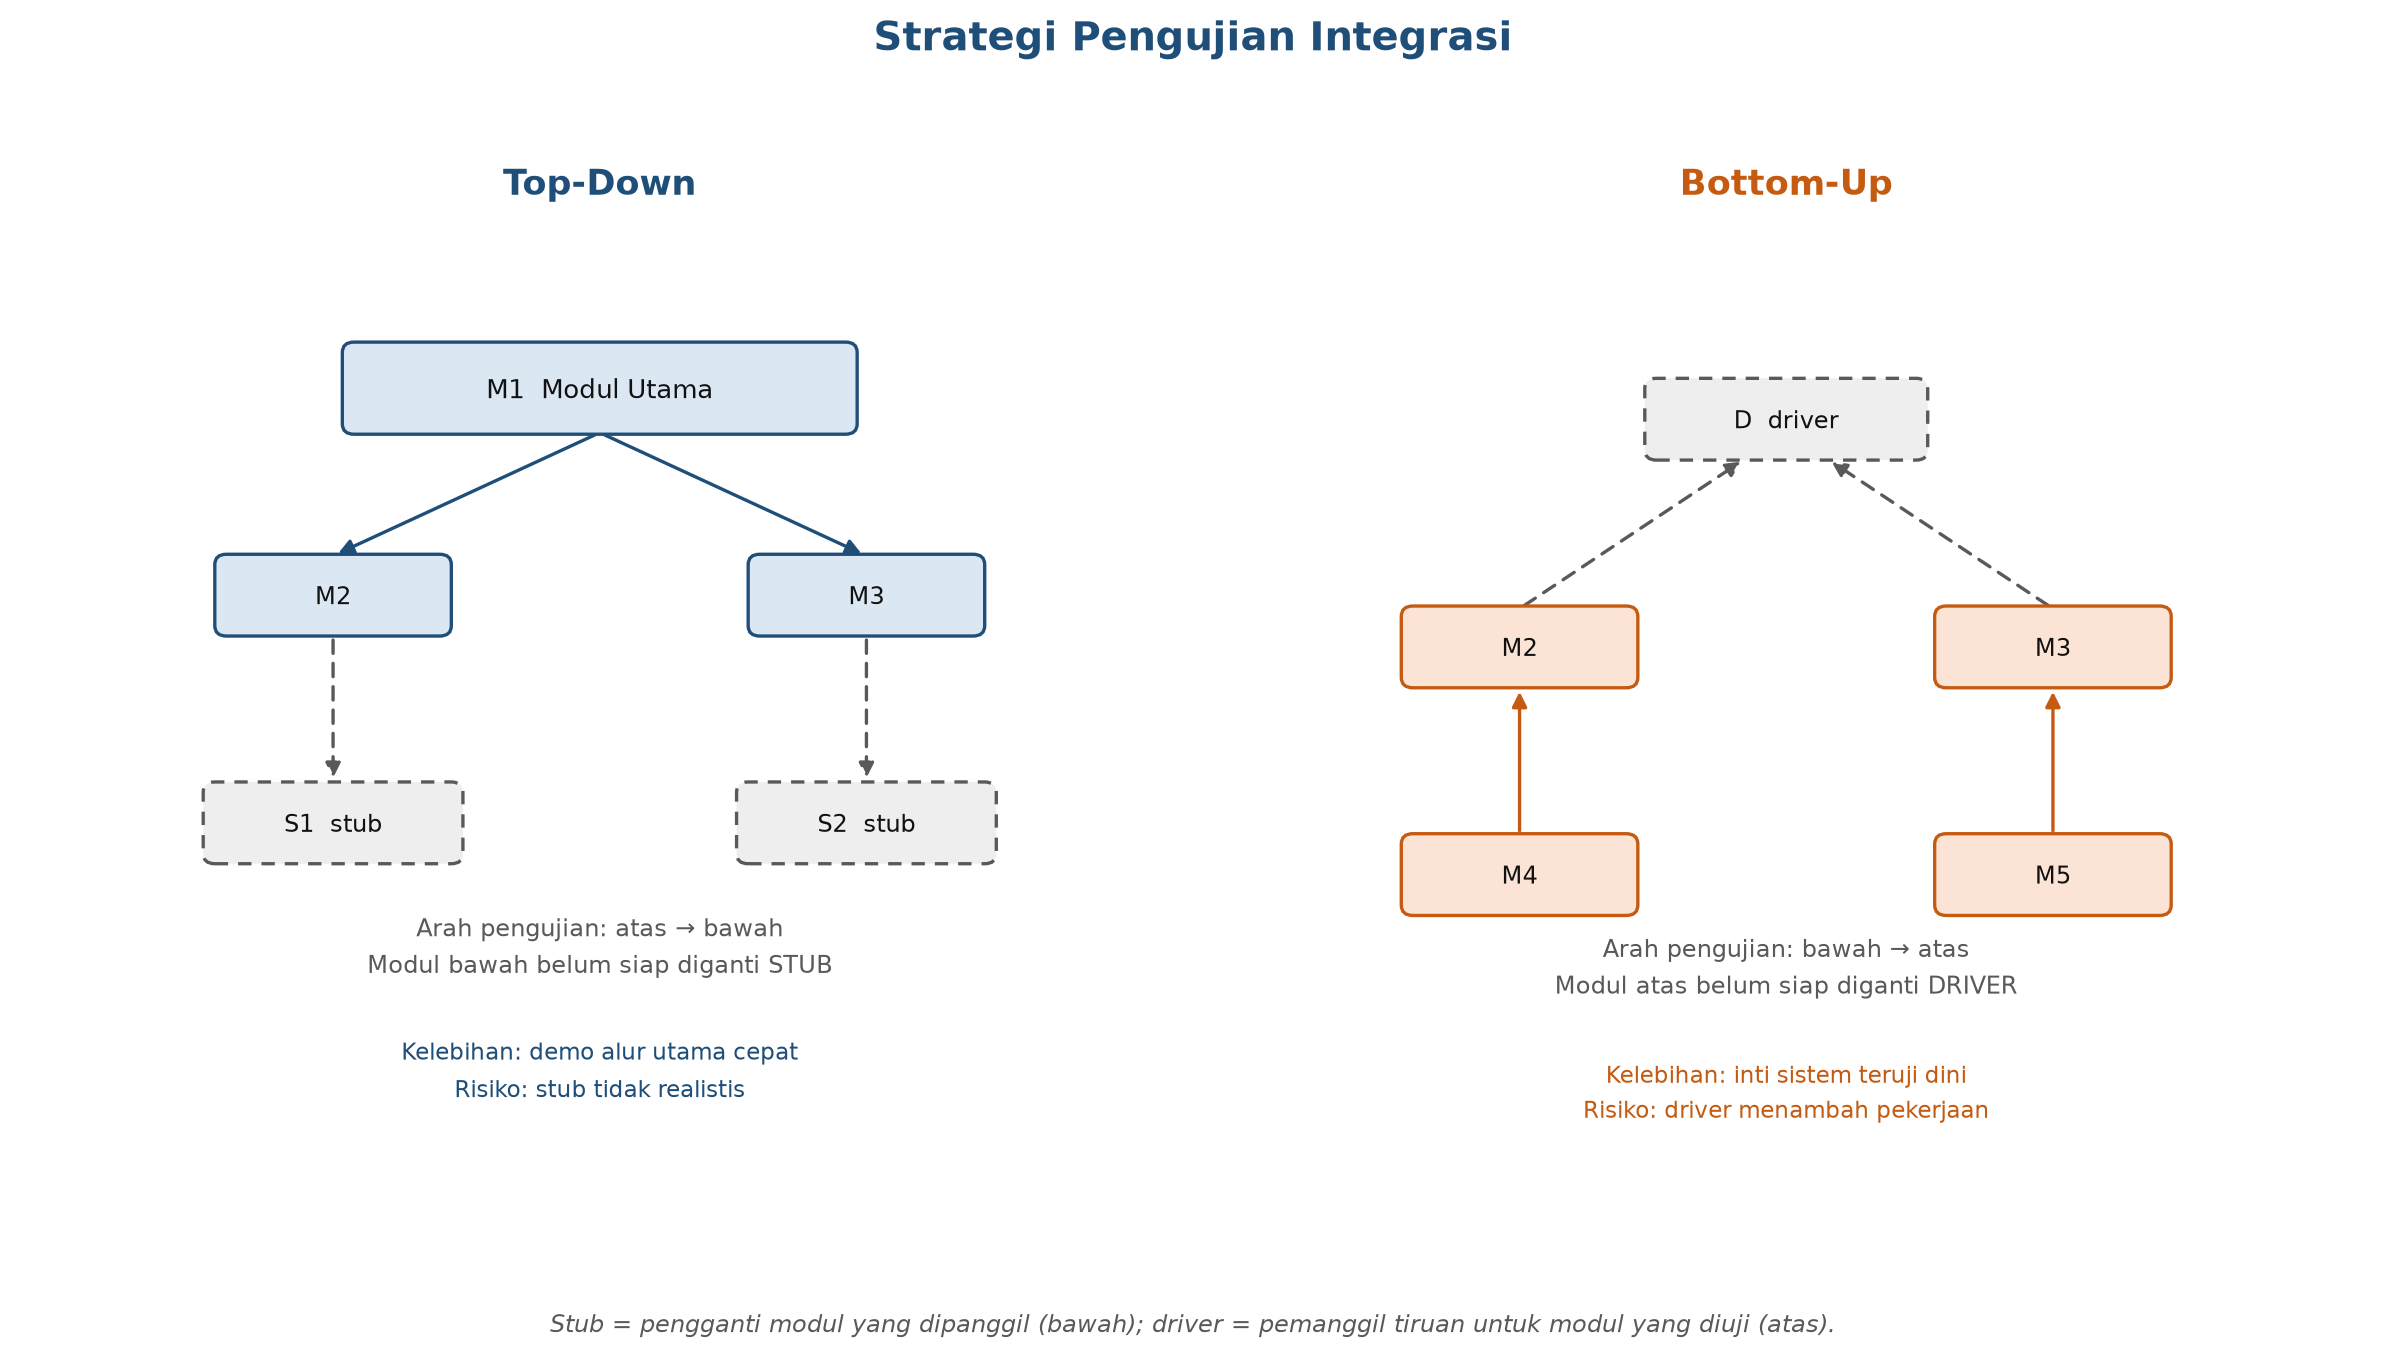 Strategi Pengujian Integrasi
Top-Down
M1  Modul Utama
M2
M3
S1  stub
S2  stub
Arah pengujian: atas → bawah
Modul bawah belum siap diganti STUB
Kelebihan: demo alur utama cepat
Risiko: stub tidak realistis
Bottom-Up
D  driver
M2
M3
M4
M5
Arah pengujian: bawah → atas
Modul atas belum siap diganti DRIVER
Kelebihan: inti sistem teruji dini
Risiko: driver menambah pekerjaan
Stub = pengganti modul yang dipanggil (bawah); driver = pemanggil tiruan untuk modul yang diuji (atas).